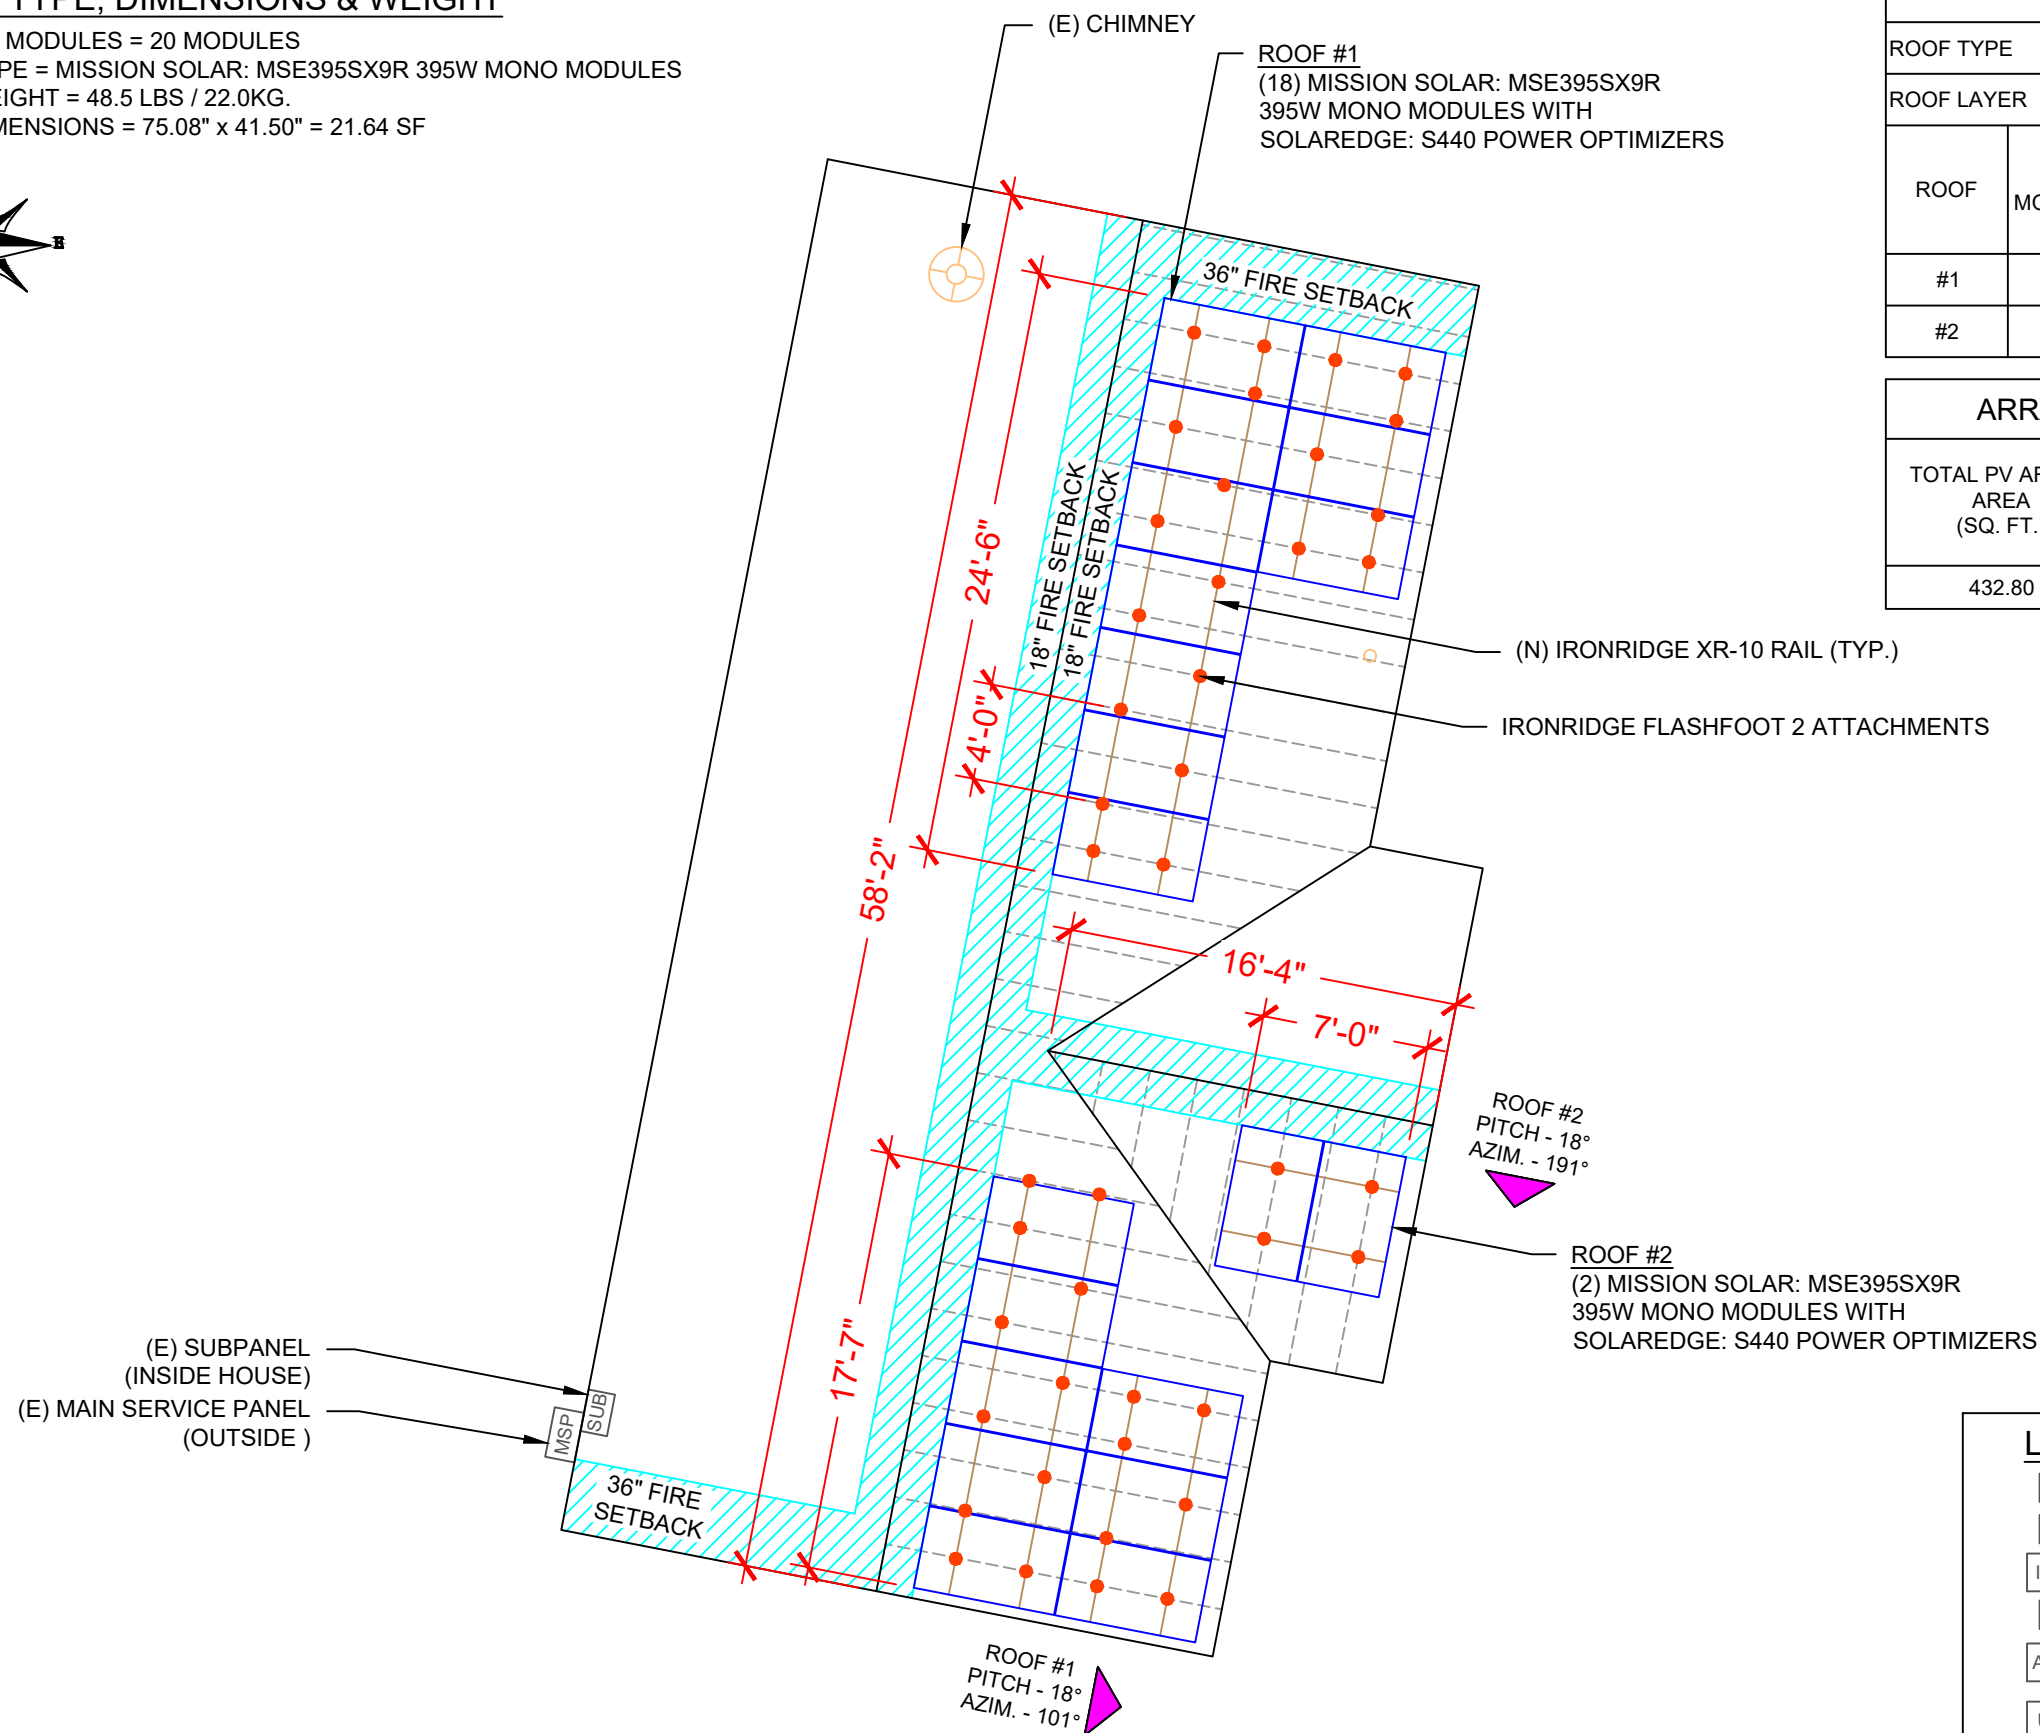 TYPE, DIMENSIONS & WEIGHT
MODULES = 20 MODULES
PE = MISSION SOLAR: MSE395SX9R 395W MONO MODULES
EIGHT = 48.5 LBS / 22.0KG.
MENSIONS = 75.08" x 41.50" = 21.64 SF
(E) CHIMNEY
ROOF #1
(18) MISSION SOLAR: MSE395SX9R
395W MONO MODULES WITH
SOLAREDGE: S440 POWER OPTIMIZERS
ROOF TYPE
ROOF LAYER
ROOF
MO
#1
#2
ARR
TOTAL PV AR
AREA
(SQ. FT.
432.80
36" FIRE SETBACK
18" FIRE SETBACK
18" FIRE SETBACK
24'-6"
4'-0"
58'-2"
(N) IRONRIDGE XR-10 RAIL (TYP.)
IRONRIDGE FLASHFOOT 2 ATTACHMENTS
16'-4"
7'-0"
ROOF #2
PITCH - 18°
AZIM. - 191°
ROOF #2
(2) MISSION SOLAR: MSE395SX9R
395W MONO MODULES WITH
SOLAREDGE: S440 POWER OPTIMIZERS
17'-7"
(E) SUBPANEL
(INSIDE HOUSE)
(E) MAIN SERVICE PANEL
(OUTSIDE )
SUB
MSP
36" FIRE
SETBACK
ROOF #1
PITCH - 18°
AZIM. - 101°
L